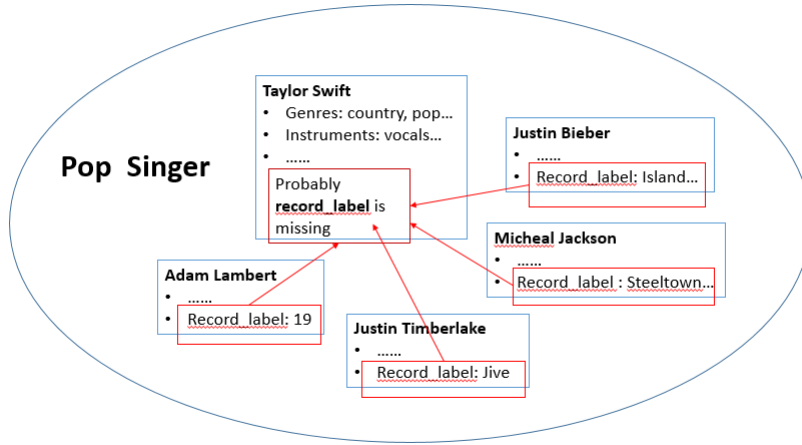 Pop Singer
Taylor Swift
• Genres: country, pop…
• Instruments: vocals…
• ……
Probably
record_label is
missing
Justin Bieber
• ……
• Record_label: Island…
Micheal Jackson
• ……
• Record_label : Steeltown…
Adam Lambert
• ……
• Record_label: 19
Justin Timberlake
• ……
• Record_label: Jive